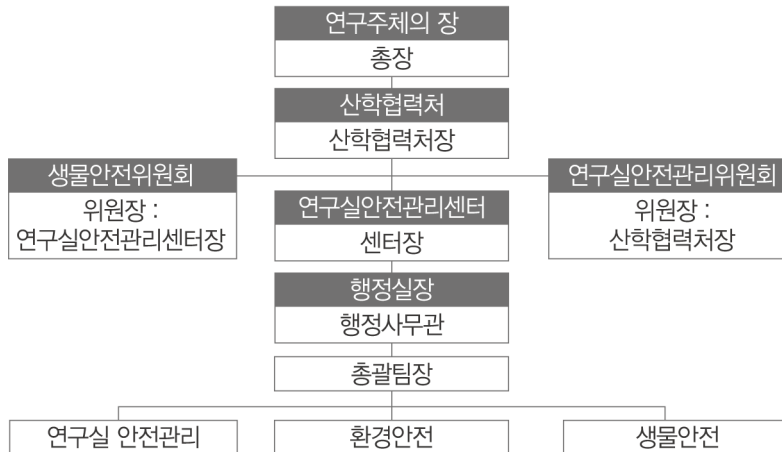 연구주체의 장
총장
산학협력처
산학협력처장
생물안전위원회
위원장 :
연구실안전관리센터장
연구실안전관리센터
센터장
연구실안전관리위원회
위원장 :
산학협력처장
행정실장
행정사무관
총괄팀장
연구실 안전관리
환경안전
생물안전